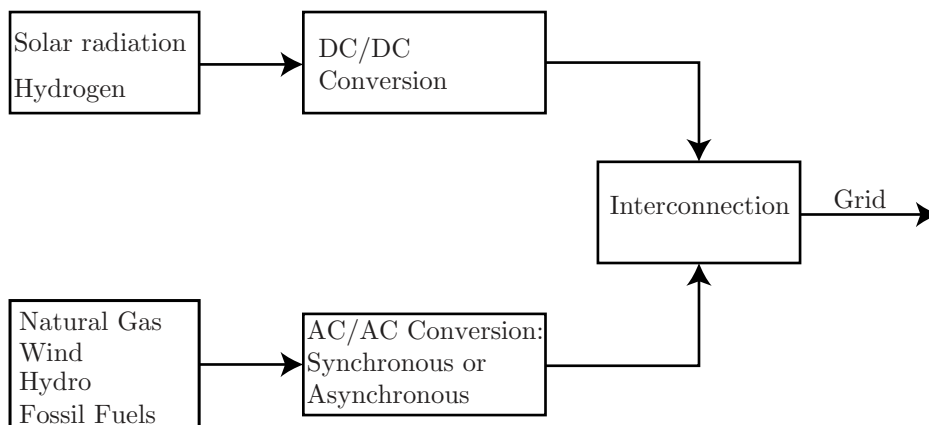 Solar radiation
Hydrogen
DC/DC
Conversion
Interconnection
Grid
Natural Gas
Wind
Hydro
Fossil Fuels
AC/AC Conversion:
Synchronous or
Asynchronous